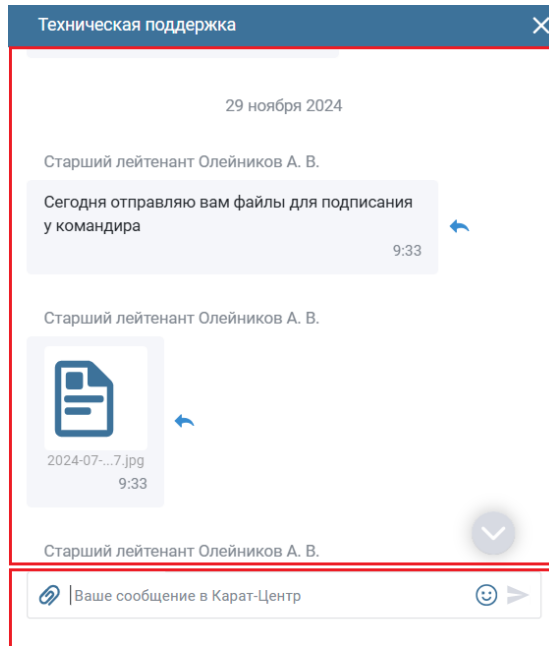 Техническая поддержка
29 ноября 2024
Старший лейтенант Олейников А. В.
Сегодня отправляю вам файлы для подписания
у командира
9:33
Старший лейтенант Олейников А. В.
2024-07-...7.jpg
9:33
Старший лейтенант Олейников А. В.
Ваше сообщение в Карат-Центр